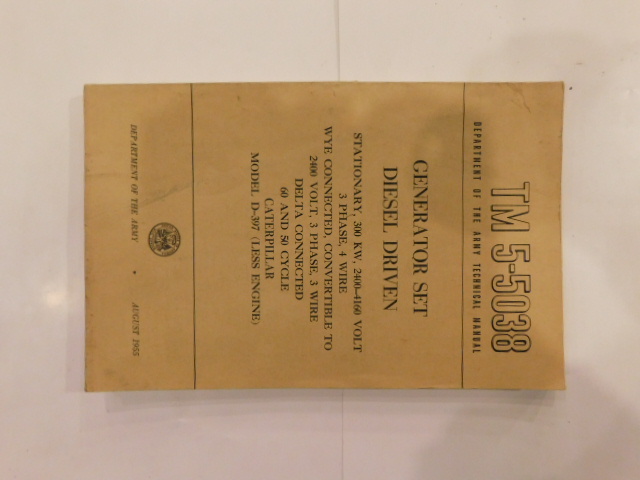 TM 5-5038
DEPARTMENT OF THE ARMY TECHNICAL MANUAL
GENERATOR SET
DIESEL DRIVEN
STATIONARY, 300 KW, 2400-4160 VOLT
3 PHASE, 4 WIRE
WYE CONNECTED, CONVERTIBLE TO
2400 VOLT, 3 PHASE, 3 WIRE
DELTA CONNECTED
60 AND 50 CYCLE
CATERPILLAR
MODEL D-397 (LESS ENGINE)
DEPARTMENT OF THE ARMY • AUGUST 1955